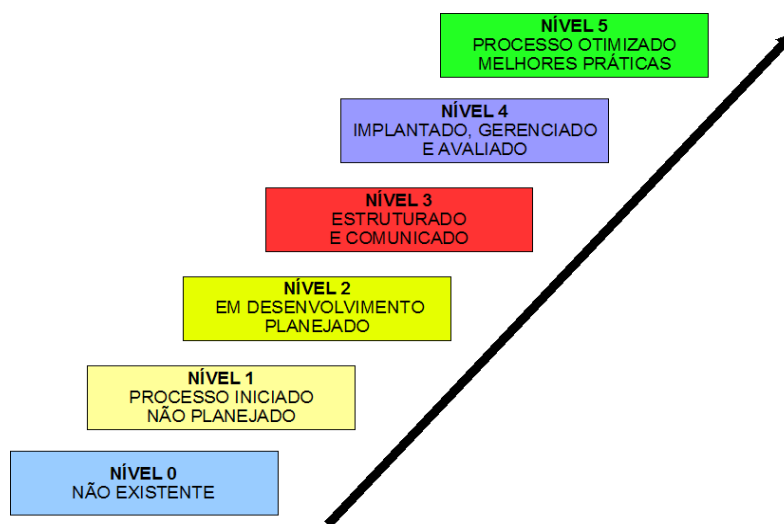 NÍVEL 5
PROCESSO OTIMIZADO
MELHORES PRÁTICAS
NÍVEL 4
IMPLANTADO, GERENCIADO
E AVALIADO
NÍVEL 3
ESTRUTURADO
E COMUNICADO
NÍVEL 2
EM DESENVOLVIMENTO
PLANEJADO
NÍVEL 1
PROCESSO INICIADO
NÃO PLANEJADO
NÍVEL 0
NÃO EXISTENTE